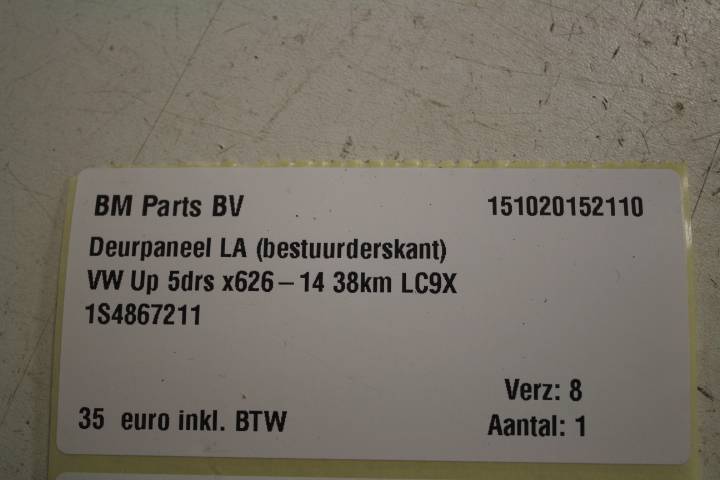 BM Parts BV 151020152110
Deurpaneel LA (bestuurderskant)
VW Up 5drs x626 – 14 38km LC9X
1S4867211
Verz: 8
35 euro inkl. BTW Aantal: 1